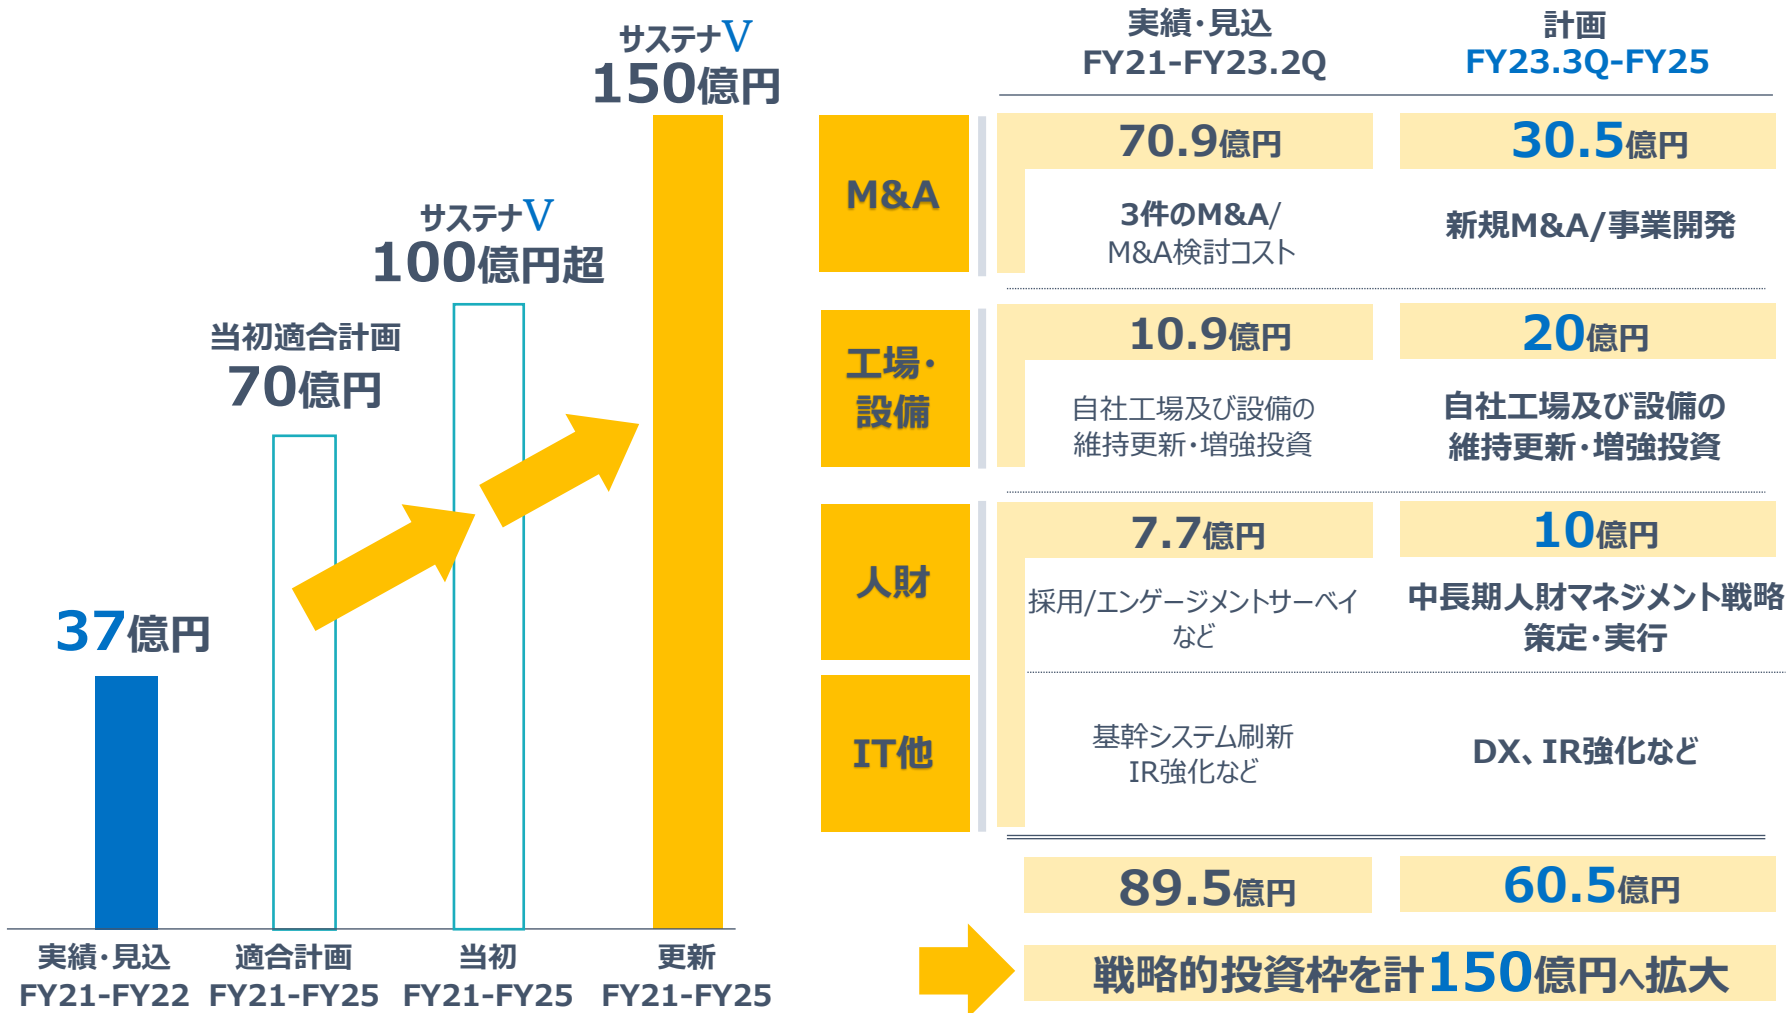 サステナV
150億円
サステナV
100億円超
当初適合計画
70億円
37億円
実績・見込
FY21-FY22
適合計画
FY21-FY25
当初
FY21-FY25
更新
FY21-FY25
実績・見込
FY21-FY23.2Q
計画
FY23.3Q-FY25
M&A
70.9億円
3件のM&A/
M&A検討コスト
30.5億円
新規M&A/事業開発
工場・
設備
10.9億円
自社工場及び設備の
維持更新・増強投資
20億円
自社工場及び設備の
維持更新・増強投資
人財
7.7億円
採用/エンゲージメントサーベイ
など
10億円
中長期人財マネジメント戦略
策定・実行
IT他
基幹システム刷新
IR強化など
DX、IR強化など
89.5億円
60.5億円
戦略的投資枠を計150億円へ拡大